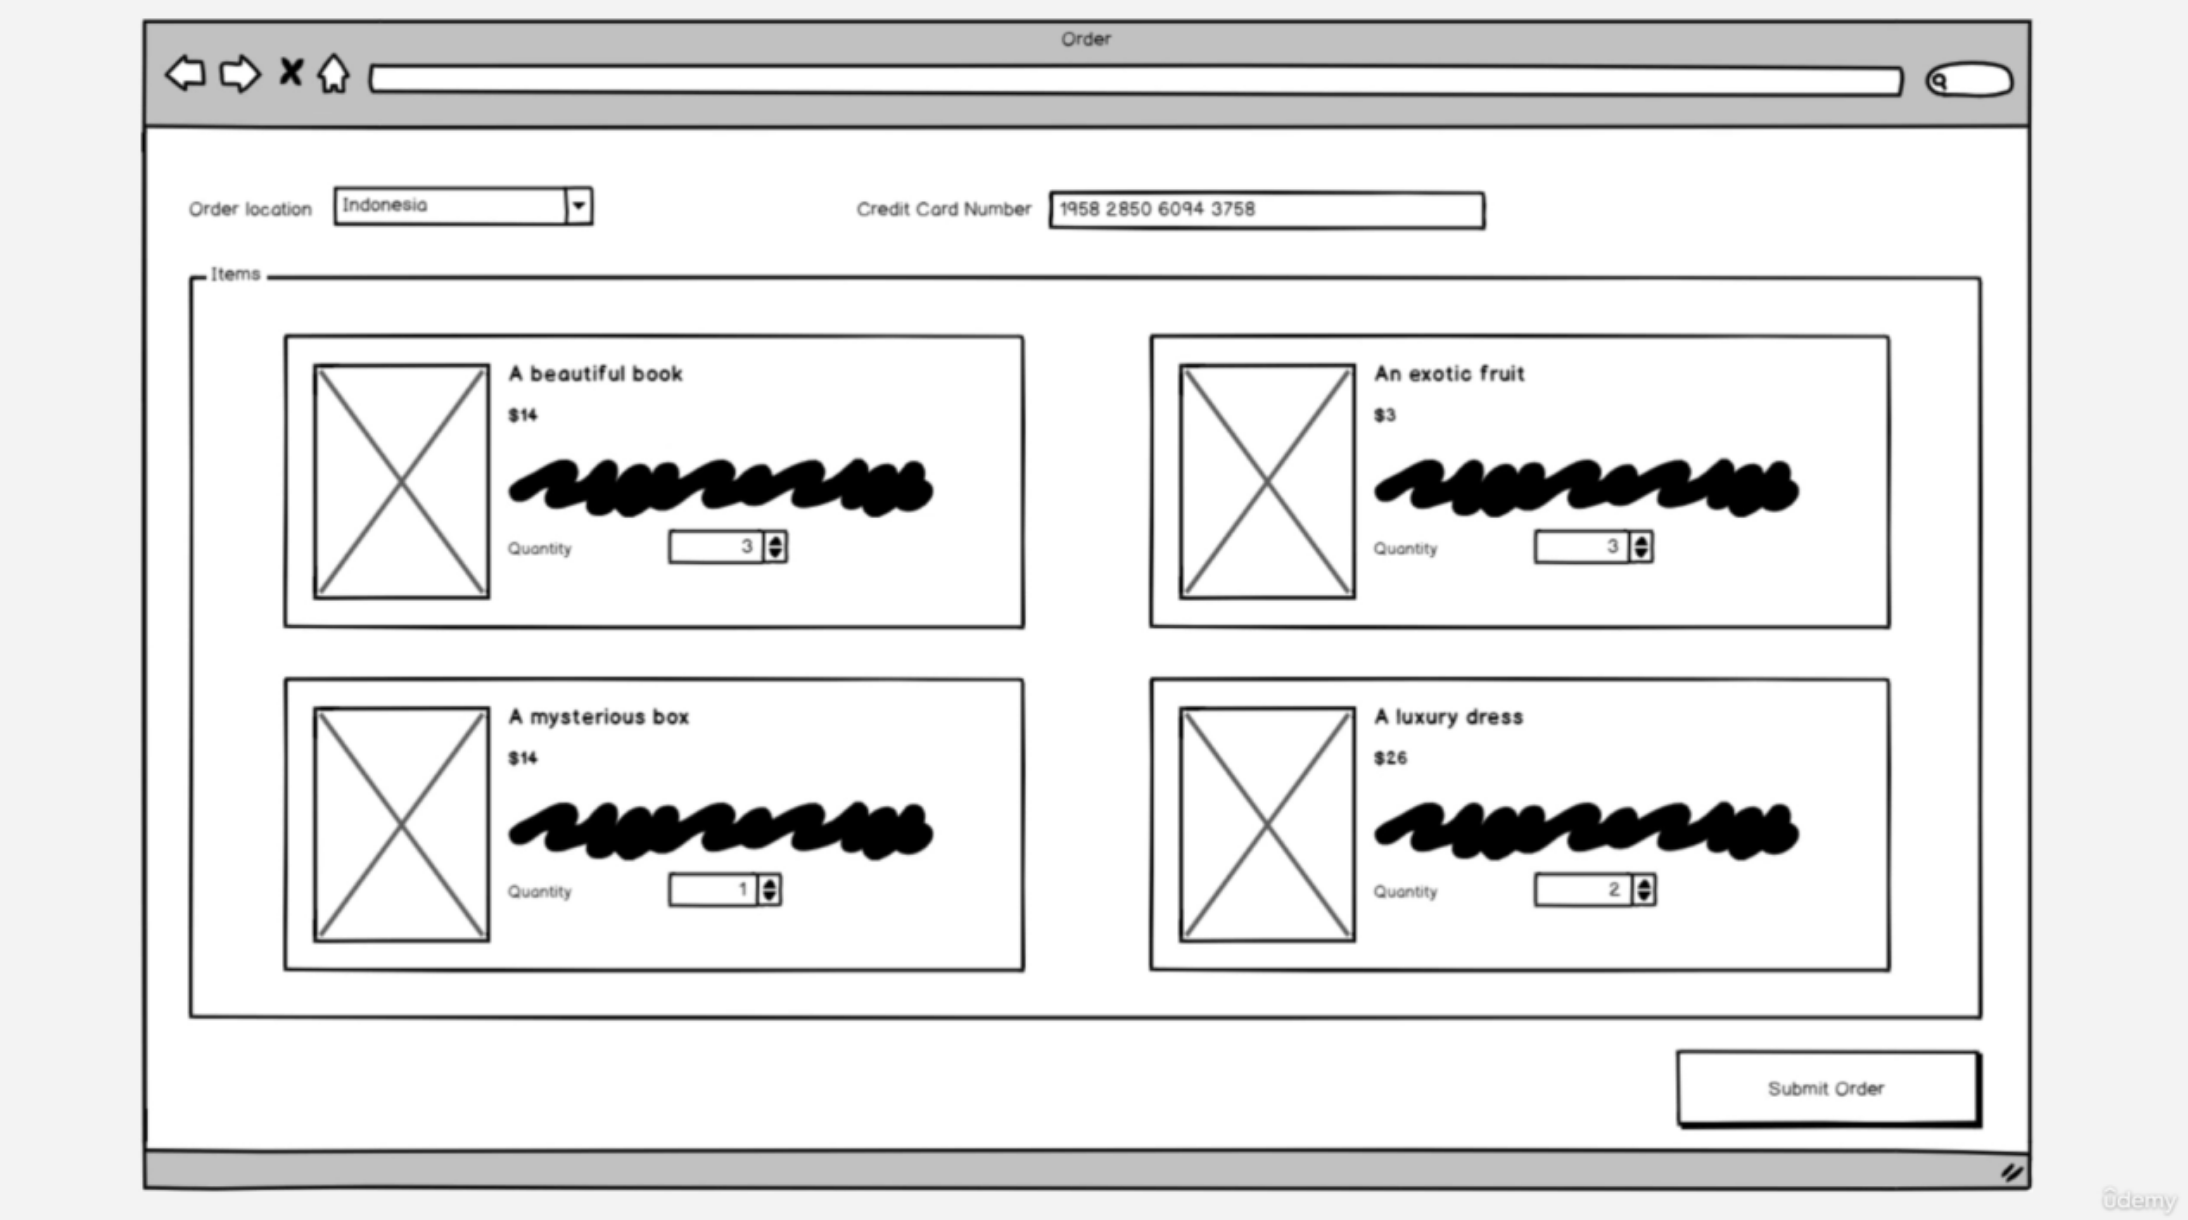 Order
Order location
Indonesia
Credit Card Number
1958 2850 6094 3758
Items
A beautiful book
$14
Quantity
3
An exotic fruit
$3
Quantity
3
A mysterious box
$14
Quantity
1
A luxury dress
$26
Quantity
2
Submit Order
ûdemy